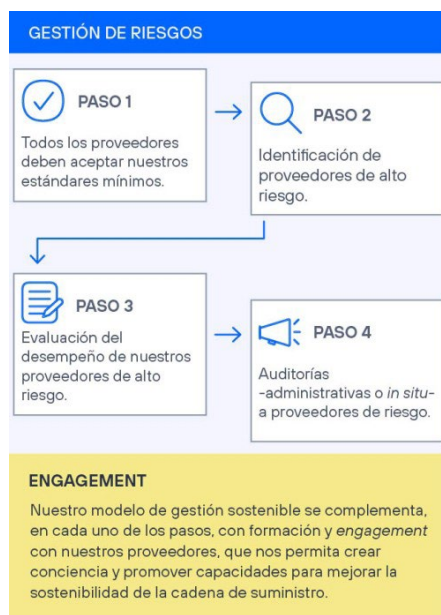 GESTIÓN DE RIESGOS
PASO 1
Todos los proveedores
deben aceptar nuestros
estándares mínimos.
PASO 2
Identificación de
proveedores de alto
riesgo.
PASO 3
Evaluación del
desempeño de nuestros
proveedores de alto
riesgo.
PASO 4
Auditorías
-administrativas o in situ-
a proveedores de riesgo.
ENGAGEMENT
Nuestro modelo de gestión sostenible se complementa,
en cada uno de los pasos, con formación y engagement
con nuestros proveedores, que nos permita crear
conciencia y promover capacidades para mejorar la
sostenibilidad de la cadena de suministro.